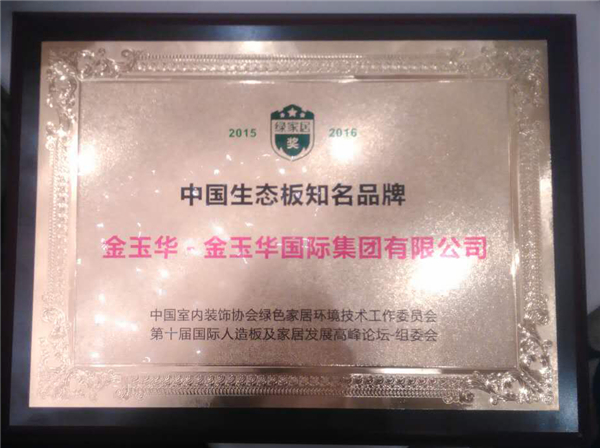 绿家居
奖
2015 2016
中国生态板知名品牌
金玉华-金玉华国际集团有限公司
中国室内装饰协会绿色家居环境技术工作委员会
第十届国际人造板及家居发展高峰论坛-组委会